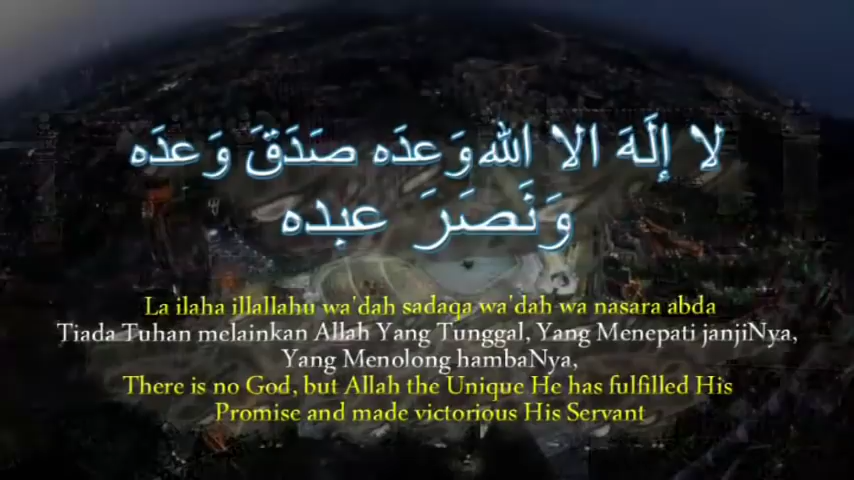 لا إلَهَ الا الله وَعدَه صَدَقَ وَعدَه
وَنَصَرَ عبده
La ilaha illallahu wa'dah sadaqa wa'dah wa nasara abda
Tiada Tuhan melainkan Allah Yang Tunggal, Yang Menepati janjiNya,
Yang Menolong hambaNya,
There is no God, but Allah the Unique He has fulfilled His
Promise and made victorious His Servant